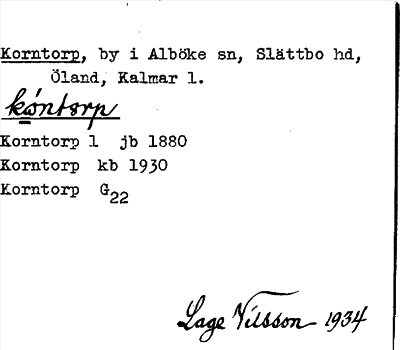 Korntorp, by i Alböke sn, Slättbo hd,
Öland, Kalmar l.
kóntorp
Korntorp l jb 1880
Korntorp kb 1930
Korntorp G22
Lage Nilsson 1934